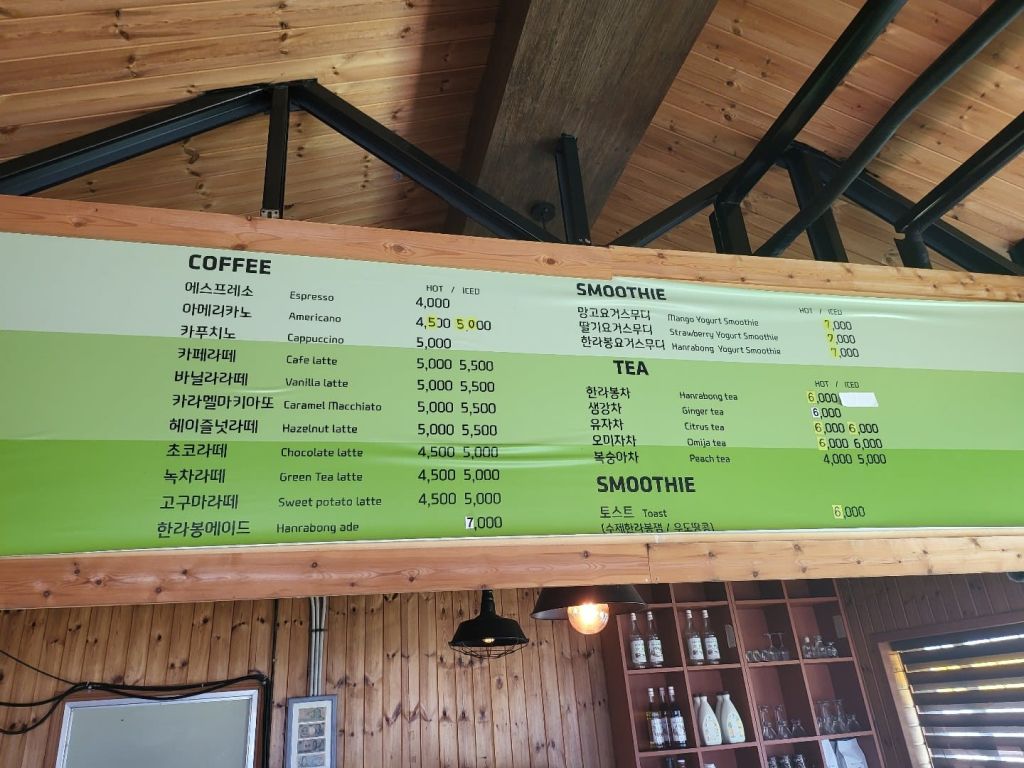 COFFEE
HOT / ICED
에스프레소 Espresso 4,000
아메리카노 Americano 4,500 5,000
카푸치노 Cappuccino 5,000
카페라떼 Cafe latte 5,000 5,500
바닐라라떼 Vanilla latte 5,000 5,500
카라멜마키아또 Caramel Macchiato 5,000 5,500
헤이즐넛라떼 Hazelnut latte 5,000 5,500
초코라떼 Chocolate latte 4,500 5,000
녹차라떼 Green Tea latte 4,500 5,000
고구마라떼 Sweet potato latte 4,500 5,000
한라봉에이드 Hanrabong ade 7,000
SMOOTHIE
HOT / ICED
망고요거스무디 Mango Yogurt Smoothie 7,000
딸기요거스무디 Strawberry Yogurt Smoothie 7,000
한라봉요거스무디 Hanrabong Yogurt Smoothie 7,000
TEA
HOT / ICED
한라봉차 Hanrabong tea 6,000
생강차 Ginger tea 6,000
유자차 Citrus tea 6,000 6,000
오미자차 Omija tea 6,000 6,000
복숭아차 Peach tea 4,000 5,000
SMOOTHIE
토스트 Toast 6,000
(수제한라봉잼 / 우도땅콩)